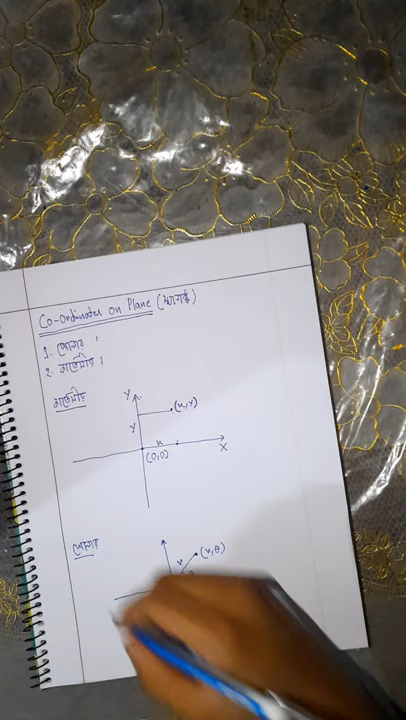 Co-ordinates on Plane (স্থানাঙ্ক)
1. পোলার ।
2. কার্তেসীয় ।
কার্তেসীয়
Y
(x,y)
y
x
(0,0)
X
পোলার
r
(r,θ)